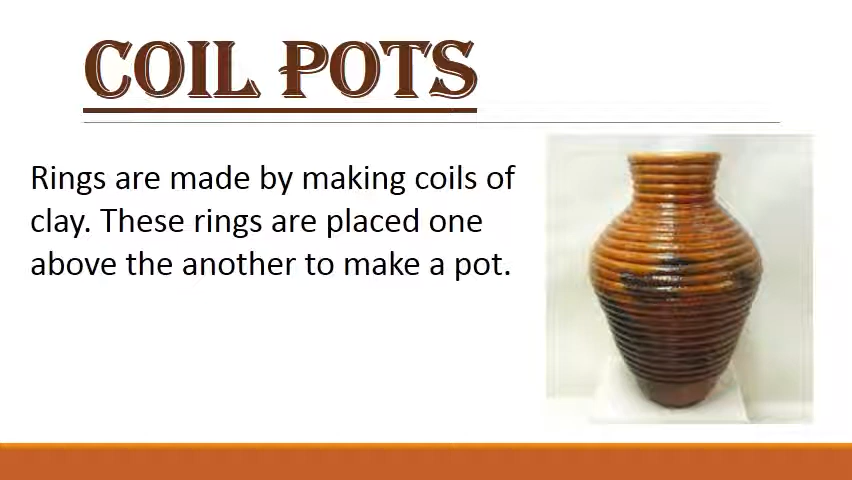 COIL POTS
Rings are made by making coils of
clay. These rings are placed one
above the another to make a pot.